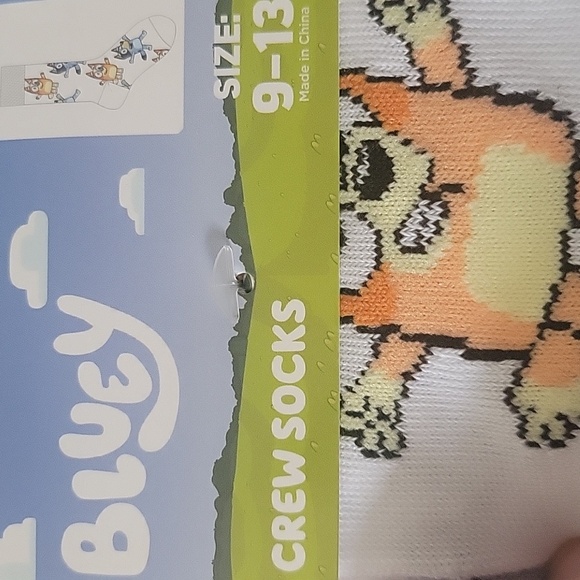 BLUEY
CREW SOCKS
SIZE:
9-13
Made in China